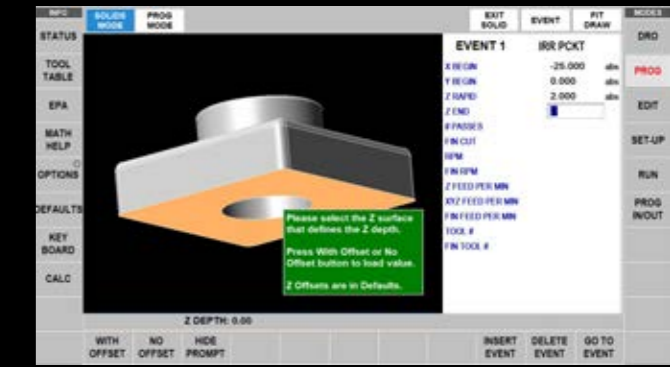 INFO
SOLIDS MODE
PROG MODE
EXIT SOLID
EVENT
FIT DRAW
MODES
STATUS
TOOL TABLE
EPA
MATH HELP
OPTIONS
DEFAULTS
KEY BOARD
CALC
EVENT 1 IRR PCKT
X BEGIN -25.000 abs
Y BEGIN 0.000 abs
Z RAPID 2.000 abs
Z END
# PASSES
FIN CUT
RPM
FIN RPM
Z FEED PER MIN
XYZ FEED PER MIN
FIN FEED PER MIN
TOOL #
FIN TOOL #
Please select the Z surface
that defines the Z depth.
Press With Offset or No
Offset button to load value.
Z Offsets are in Defaults.
Z DEPTH: 0.00
DRO
PROG
EDIT
SET-UP
RUN
PROG IN/OUT
WITH OFFSET
NO OFFSET
HIDE PROMPT
INSERT EVENT
DELETE EVENT
GO TO EVENT